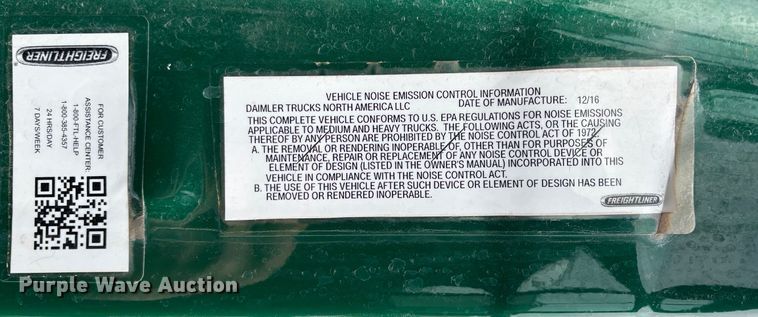 FREIGHTLINER
FOR CUSTOMER
ASSISTANCE CENTER:
1-800-FTL-HELP
1-800-385-4357
24 HRS/DAY
7 DAYS/WEEK
VEHICLE NOISE EMISSION CONTROL INFORMATION
DAIMLER TRUCKS NORTH AMERICA LLC DATE OF MANUFACTURE: 12/16
THIS COMPLETE VEHICLE CONFORMS TO U.S. EPA REGULATIONS FOR NOISE EMISSIONS
APPLICABLE TO MEDIUM AND HEAVY TRUCKS. THE FOLLOWING ACTS, OR THE CAUSING
THEREOF BY ANY PERSON ARE PROHIBITED BY THE NOISE CONTROL ACT OF 1972.
A. THE REMOVAL OR RENDERING INOPERABLE OF, OTHER THAN FOR PURPOSES OF
MAINTENANCE, REPAIR OR REPLACEMENT OF ANY NOISE CONTROL DEVICE OR
ELEMENT OF DESIGN (LISTED IN THE OWNER'S MANUAL) INCORPORATED INTO THIS
VEHICLE IN COMPLIANCE WITH THE NOISE CONTROL ACT.
B. THE USE OF THIS VEHICLE AFTER SUCH DEVICE OR ELEMENT OF DESIGN HAS BEEN
REMOVED OR RENDERED INOPERABLE.
FREIGHTLINER
Purple Wave Auction